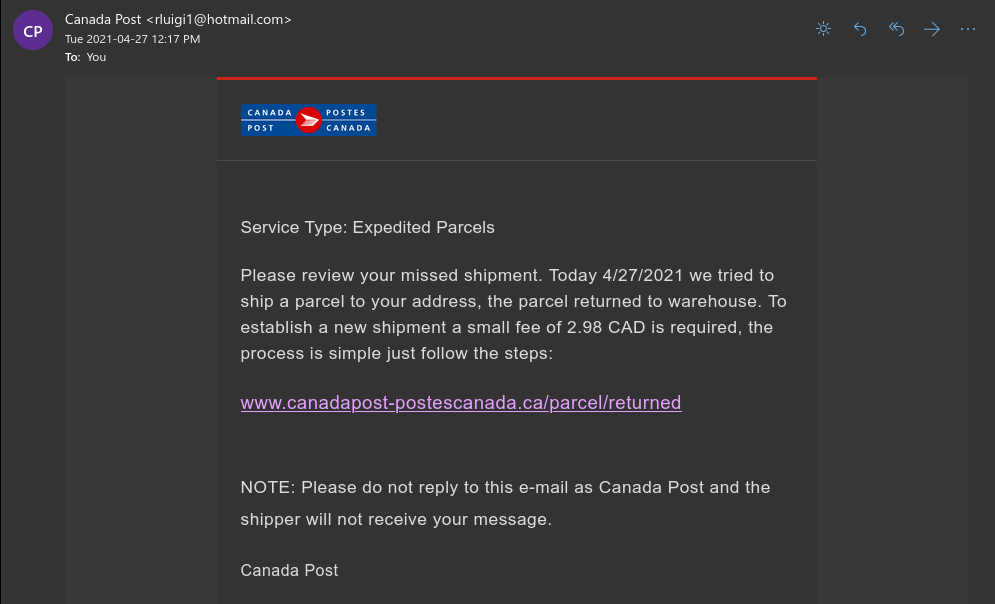 CP
Canada Post <rluigi1@hotmail.com>
Tue 2021-04-27 12:17 PM
To: You
CANADA POST
POSTES CANADA
Service Type: Expedited Parcels
Please review your missed shipment. Today 4/27/2021 we tried to
ship a parcel to your address, the parcel returned to warehouse. To
establish a new shipment a small fee of 2.98 CAD is required, the
process is simple just follow the steps:
www.canadapost-postescanada.ca/parcel/returned
NOTE: Please do not reply to this e-mail as Canada Post and the
shipper will not receive your message.
Canada Post